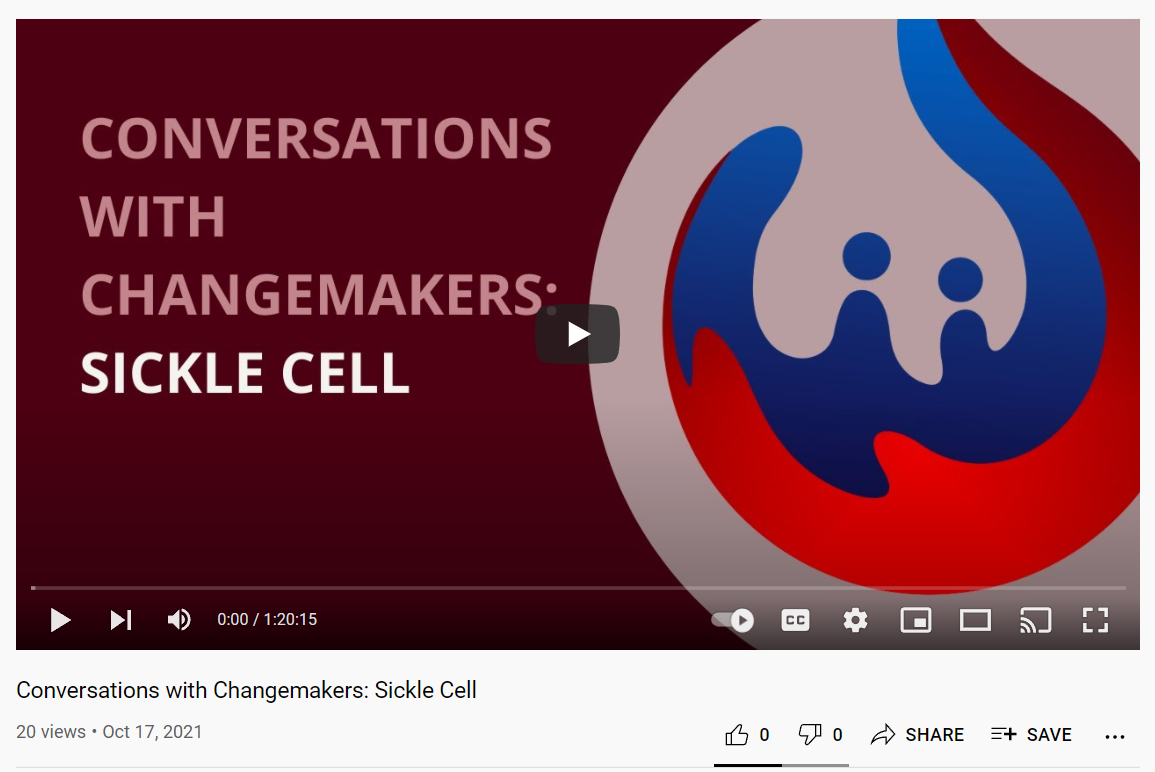 CONVERSATIONS
WITH
CHANGEMAKERS:
SICKLE CELL
0:00 / 1:20:15
CC
Conversations with Changemakers: Sickle Cell
20 views • Oct 17, 2021
0
0
SHARE
SAVE